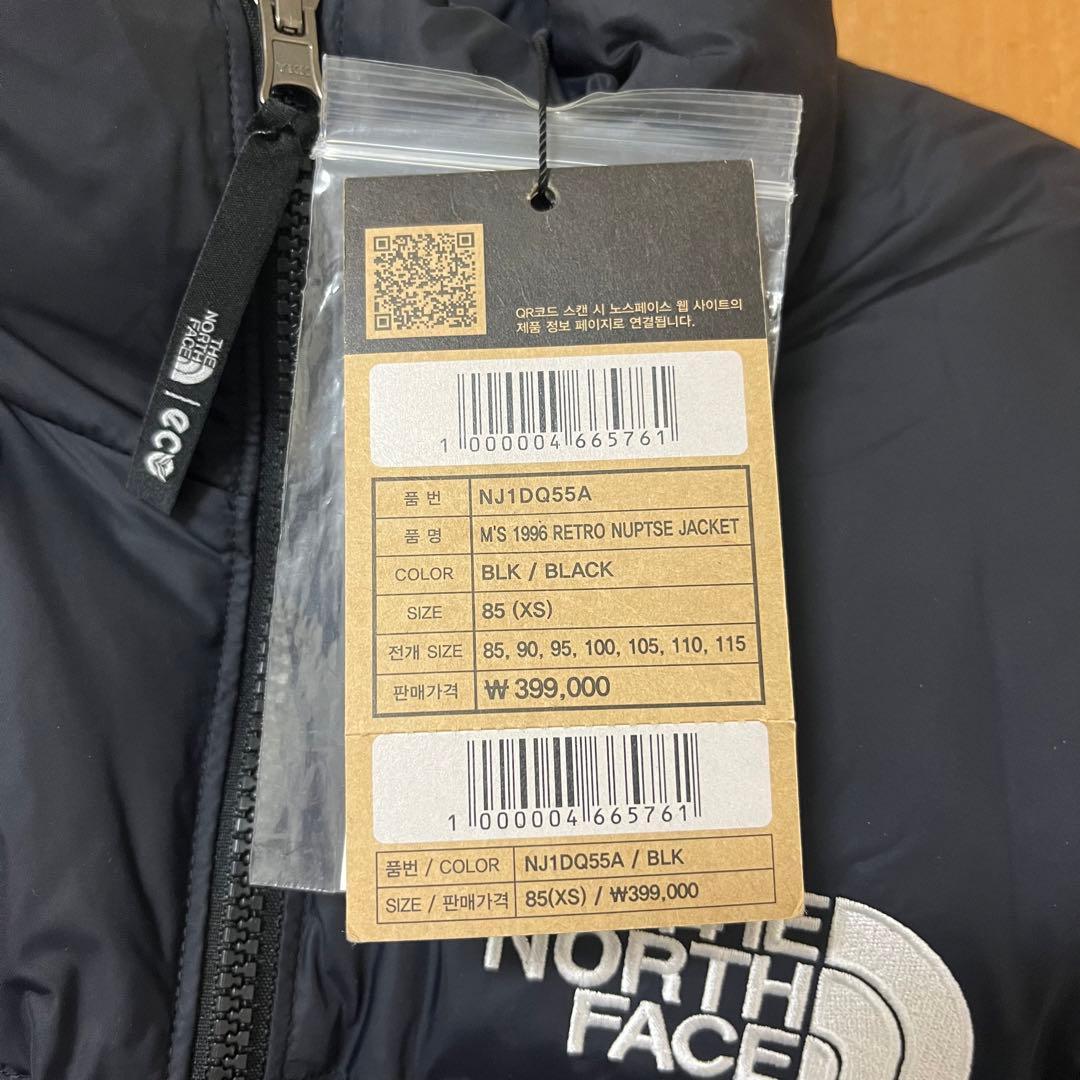 YKK
THE
NORTH
FACE
eco
QR코드 스캔 시 노스페이스 웹 사이트의
제품 정보 페이지로 연결됩니다.
1 000004 665761
품 번 NJ1DQ55A
품 명 M'S 1996 RETRO NUPTSE JACKET
COLOR BLK / BLACK
SIZE 85 (XS)
전개 SIZE 85, 90, 95, 100, 105, 110, 115
판매가격 ₩ 399,000
1 000004 665761
품번 / COLOR NJ1DQ55A / BLK
SIZE / 판매가격 85(XS) / ₩399,000
THE
NORTH
FACE